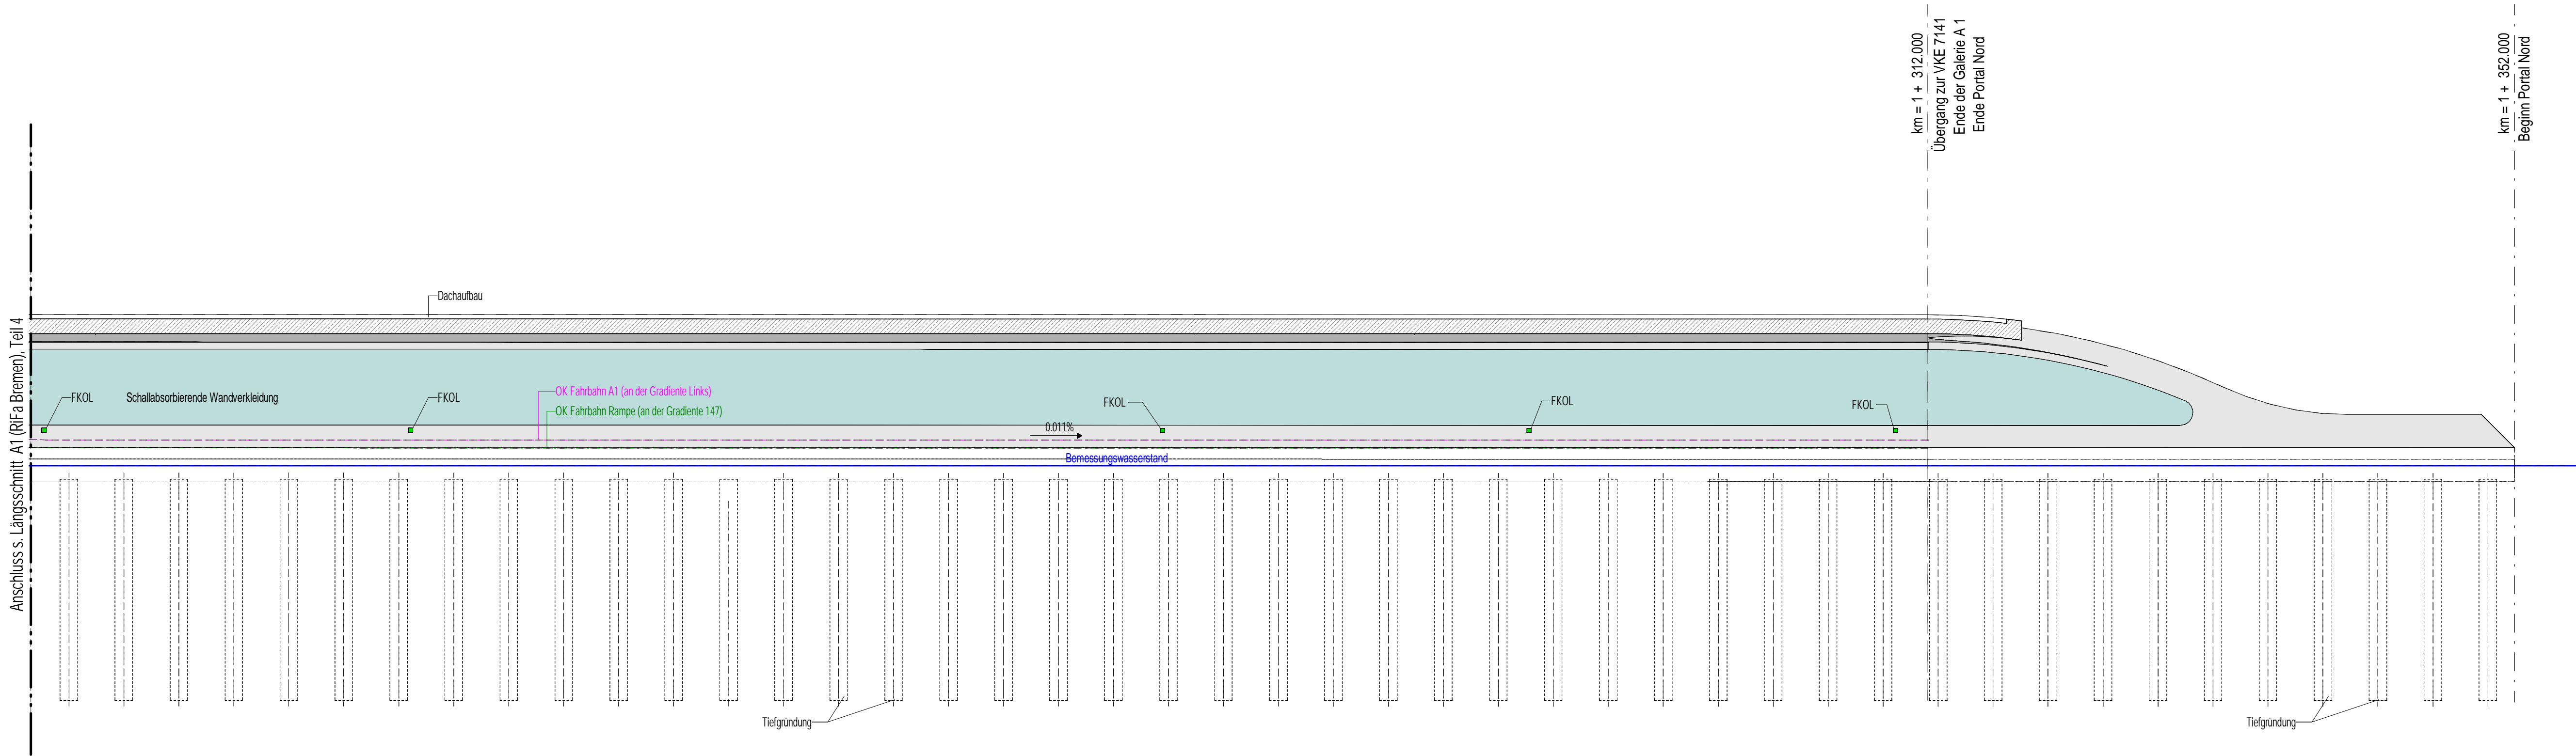 km = 1 + 312.000
Übergang zur VKE 7141
Ende der Galerie A 1
Ende Portal Nord
km = 1 + 352.000
Beginn Portal Nord
Anschluss s. Längsschnitt A1 (RiFa Bremen), Teil 4
Dachaufbau
FKOL
Schallabsorbierende Wandverkleidung
FKOL
OK Fahrbahn A1 (an der Gradiente Links)
OK Fahrbahn Rampe (an der Gradiente 147)
FKOL
FKOL
FKOL
0.011%
Bemessungswasserstand
Tiefgründung
Tiefgründung